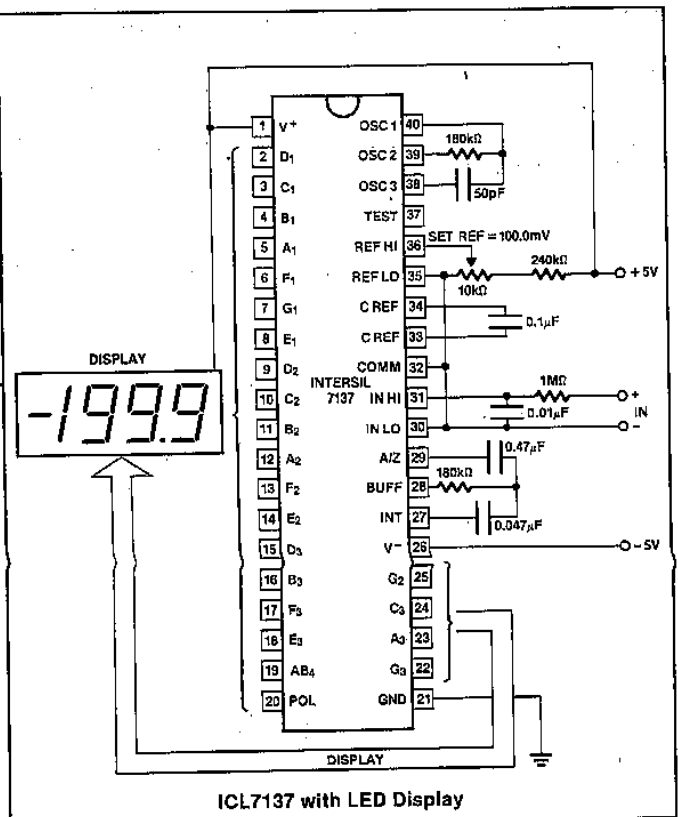 1 V+ OSC 1 40
180kΩ
2 D1 OSC 2 39
3 C1 OSC 3 38
50pF
4 B1 TEST 37
5 A1 REF HI 36 SET REF = 100.0mV
6 F1 REF LO 35 10kΩ 240kΩ +5V
7 G1 C REF 34
0.1µF
8 E1 C REF 33
DISPLAY
9 D2 COMM 32
-199.9
INTERSIL
7137
10 C2 IN HI 31 1MΩ +
0.01µF IN
11 B2 IN LO 30 -
12 A2 A/Z 29 0.47µF
13 F2 BUFF 28 180kΩ
14 E2 INT 27 0.047µF
15 D3 V- 26 -5V
16 B3 G2 25
17 F3 C3 24
18 E3 A3 23
19 AB4 G3 22
20 POL GND 21
DISPLAY
ICL7137 with LED Display